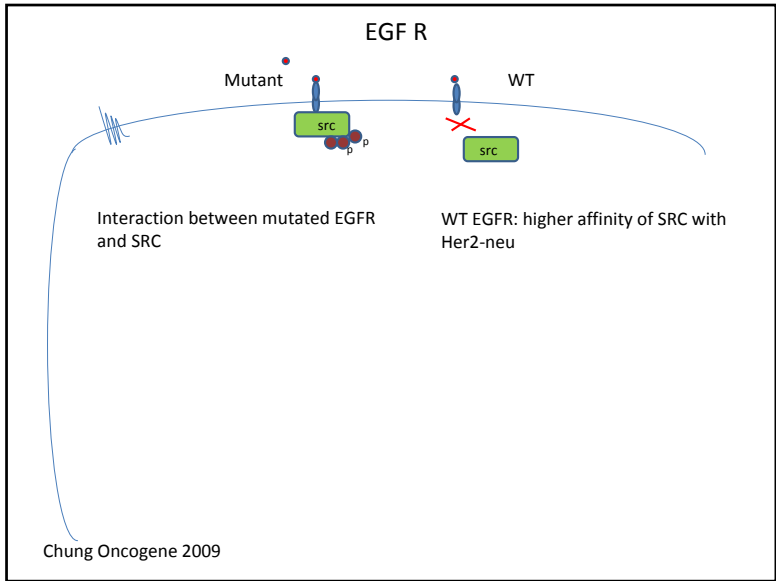 EGF R
Mutant
WT
src
p
p
src
Interaction between mutated EGFR
and SRC
WT EGFR: higher affinity of SRC with
Her2-neu
Chung Oncogene 2009